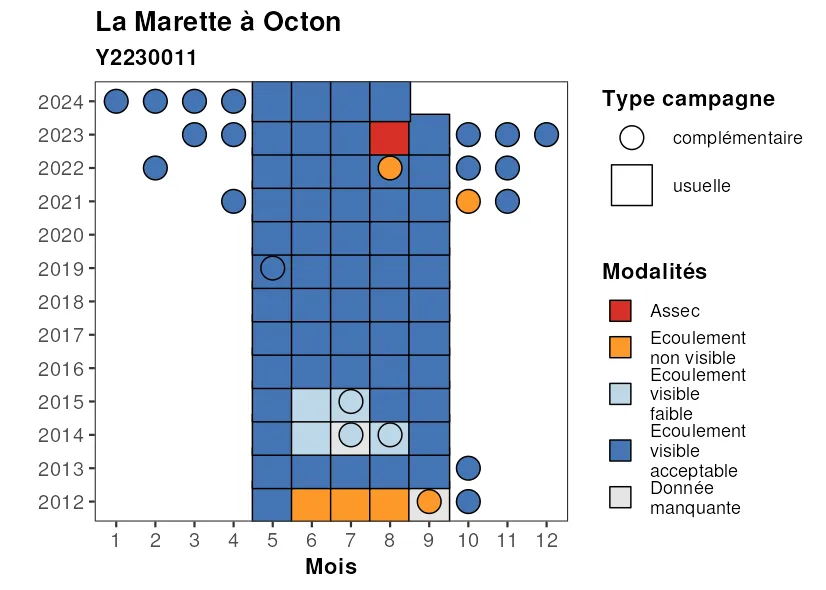 La Marette à Octon
Y2230011
2024
2023
2022
2021
2020
2019
2018
2017
2016
2015
2014
2013
2012
1 2 3 4 5 6 7 8 9 10 11 12
Mois
Type campagne
complémentaire
usuelle
Modalités
Assec
Ecoulement
non visible
Ecoulement
visible
faible
Ecoulement
visible
acceptable
Donnée
manquante